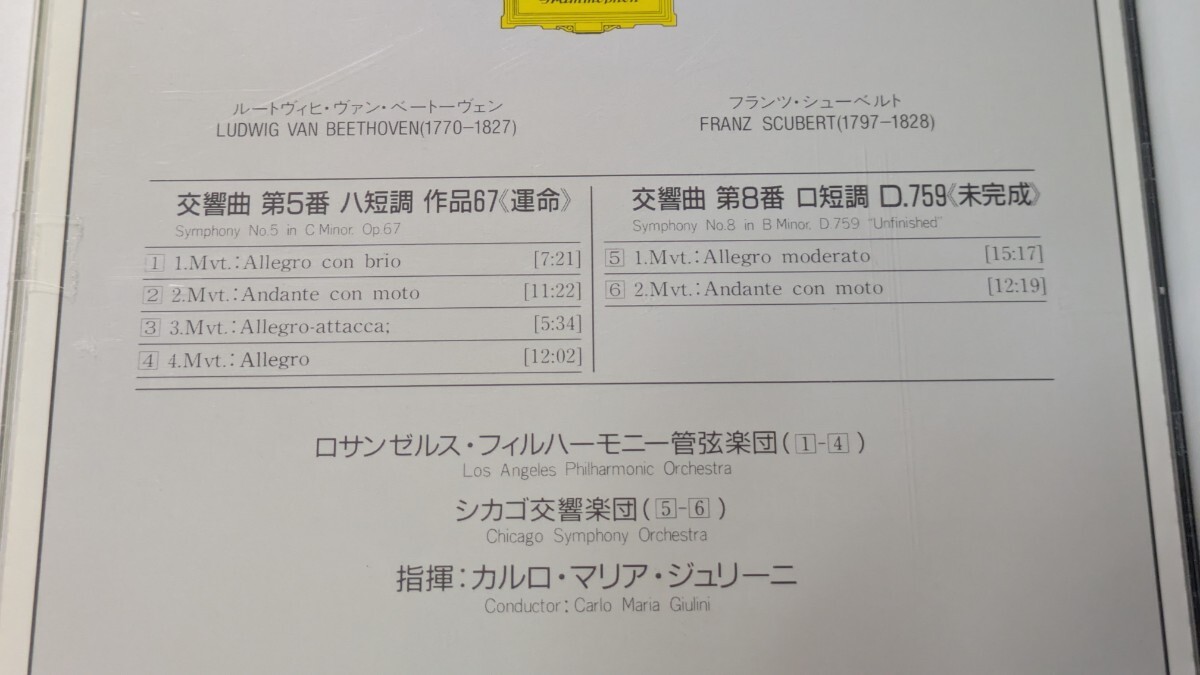 Grammophon
ルートヴィヒ・ヴァン・ベートーヴェン
LUDWIG VAN BEETHOVEN(1770-1827)
交響曲 第5番 ハ短調 作品67《運命》
Symphony No.5 in C Minor, Op.67
1 1.Mvt.:Allegro con brio [7:21]
2 2.Mvt.:Andante con moto [11:22]
3 3.Mvt.:Allegro-attacca; [5:34]
4 4.Mvt.:Allegro [12:02]
フランツ・シューベルト
FRANZ SCUBERT(1797-1828)
交響曲 第8番 ロ短調 D.759《未完成》
Symphony No.8 in B Minor, D.759 "Unfinished"
5 1.Mvt.:Allegro moderato [15:17]
6 2.Mvt.:Andante con moto [12:19]
ロサンゼルス・フィルハーモニー管弦楽団(1-4)
Los Angeles Philharmonic Orchestra
シカゴ交響楽団(5-6)
Chicago Symphony Orchestra
指揮:カルロ・マリア・ジュリーニ
Conductor: Carlo Maria Giulini